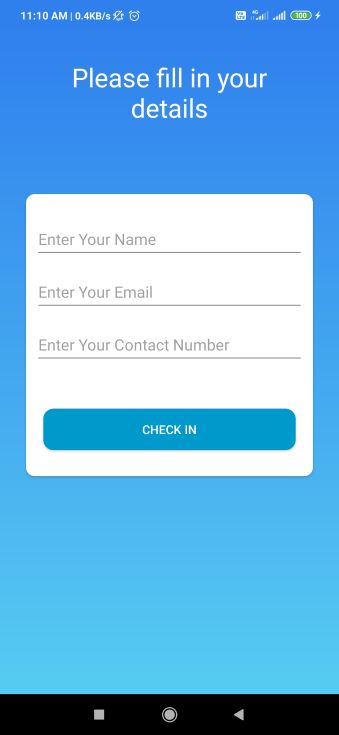 11:10 AM | 0.4KB/s
4G
100
Please fill in your
details
Enter Your Name
Enter Your Email
Enter Your Contact Number
CHECK IN